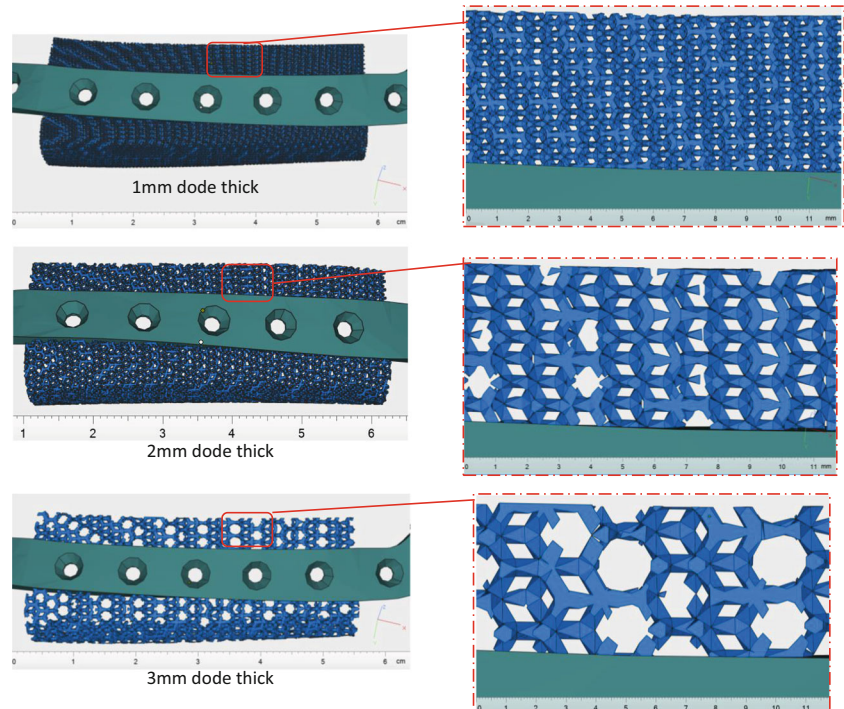 1mm dode thick
0 1 2 3 4 5 6 cm
0 1 2 3 4 5 6 7 8 9 10 11 mm
1 2 3 4 5 6
2mm dode thick
0 1 2 3 4 5 6 7 8 9 10 11 mm
0 1 2 3 4 5 6 cm
3mm dode thick
0 1 2 3 4 5 6 7 8 9 10 11